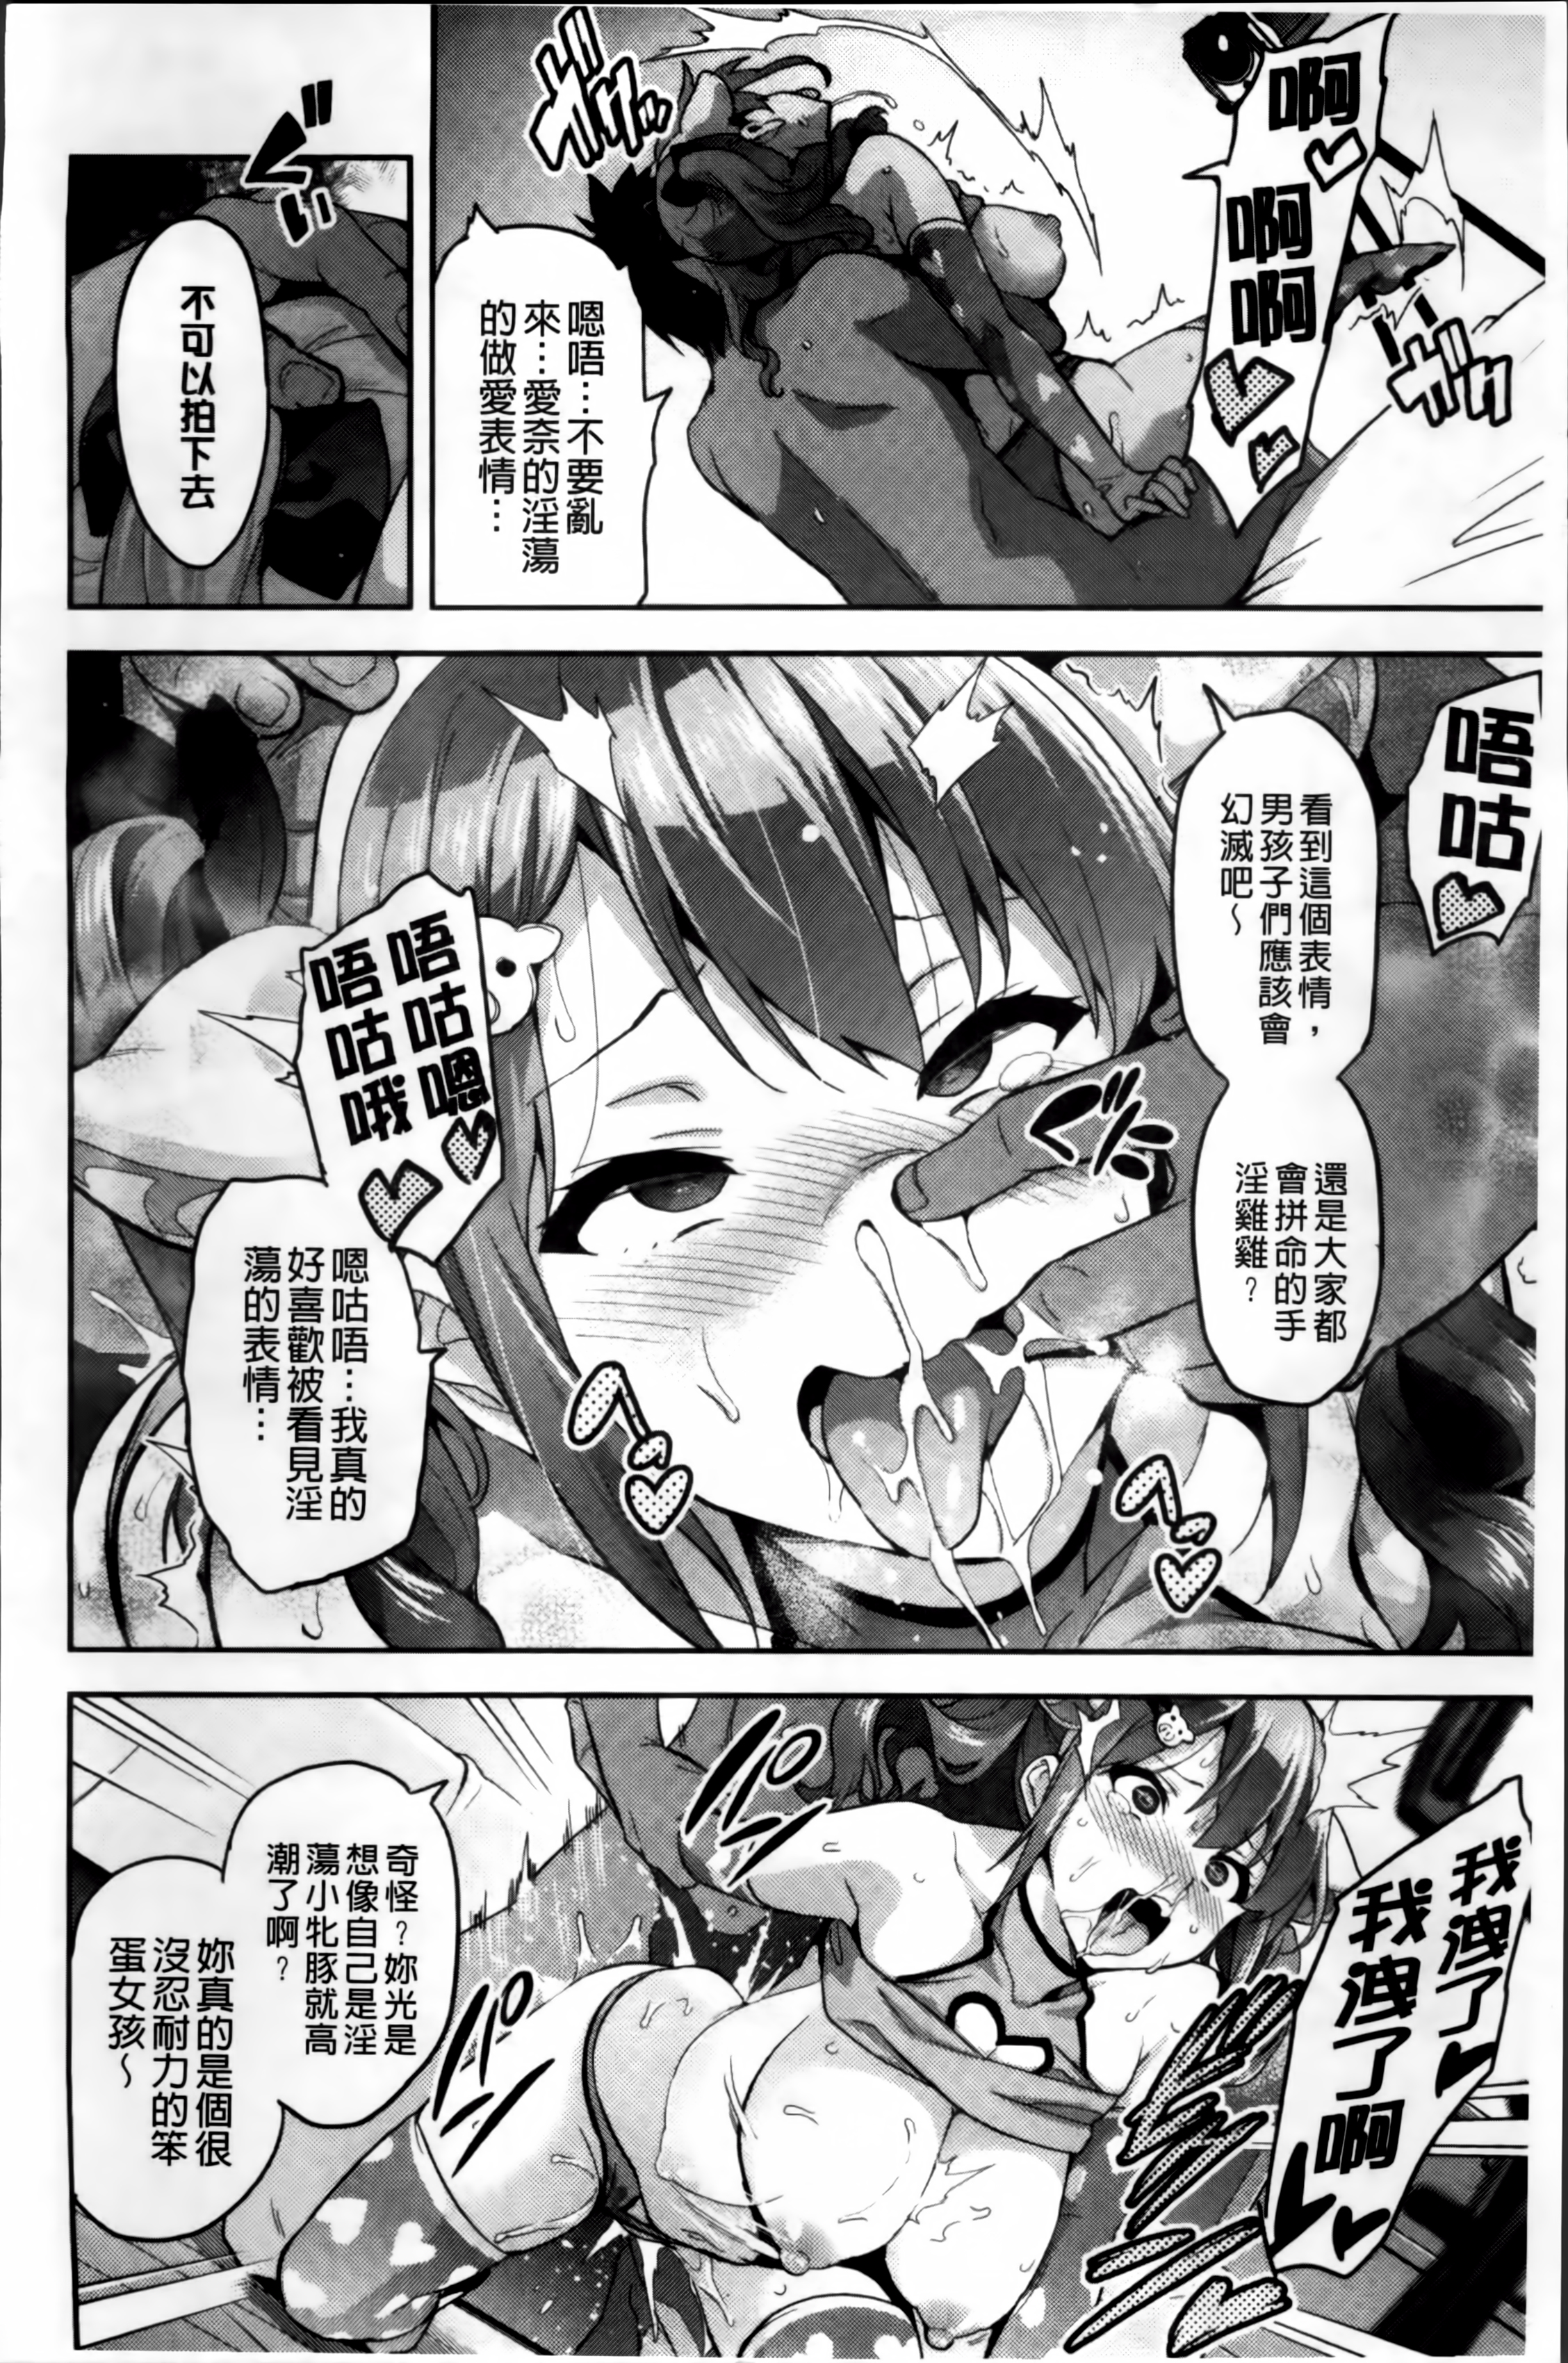 啊
啊啊
嗯唔…不要亂
來…愛奈的淫蕩
的做愛表情…
不可以拍下去
唔咕
看到這個表情，
男孩子們應該會
幻滅吧～
還是大家都
會拼命的手
淫雞雞？
唔咕嗯
唔咕哦
嗯咕唔…我真的
好喜歡被看見淫
蕩的表情…
我洩了
我洩了啊
奇怪？妳光是
想像自己是淫
蕩小牝豚就高
潮了啊？
妳真的是個很
沒忍耐力的笨
蛋女孩～